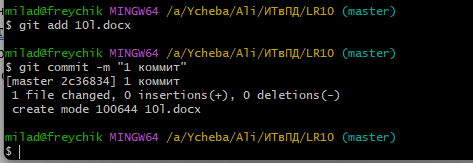 milad@freychik MINGW64 /a/Ycheba/Ali/ИТвПД/LR10 (master)
$ git add 10l.docx
milad@freychik MINGW64 /a/Ycheba/Ali/ИТвПД/LR10 (master)
$ git commit -m "1 коммит"
[master 2c36834] 1 коммит
1 file changed, 0 insertions(+), 0 deletions(-)
create mode 100644 10l.docx
milad@freychik MINGW64 /a/Ycheba/Ali/ИТвПД/LR10 (master)
$